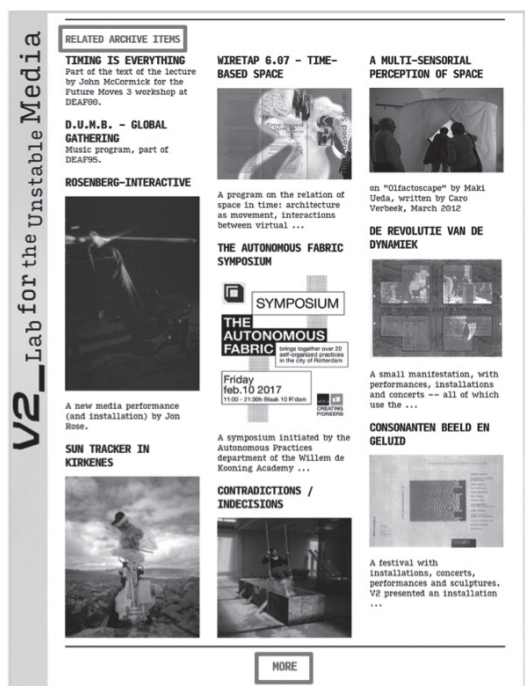 V2_Lab for the Unstable Media
RELATED ARCHIVE ITEMS
TIMING IS EVERYTHING
Part of the text of the lecture
by John McCormick for the
Future Moves 3 workshop at
DEAF00.
D.U.M.B. - GLOBAL
GATHERING
Music program, part of
DEAF95.
ROSENBERG-INTERACTIVE
A new media performance
(and installation) by Jon
Rose.
SUN TRACKER IN
KIRKENES
WIRETAP 6.07 - TIME-
BASED SPACE
A program on the relation of
space in time: architecture
as movement, interactions
between virtual ...
THE AUTONOMOUS FABRIC
SYMPOSIUM
SYMPOSIUM
THE
AUTONOMOUS
FABRIC
brings together over 20
self-organized practices
in the city of Rotterdam
Friday
feb.10 2017
11:00 - 21:30h Blaak 10 R'dam
CREATING
PIONEERS
A symposium initiated by the
Autonomous Practices
department of the Willem de
Kooning Academy ...
CONTRADICTIONS /
INDECISIONS
A MULTI-SENSORIAL
PERCEPTION OF SPACE
on "Olfactoscape" by Maki
Ueda, written by Caro
Verbeek, March 2012
DE REVOLUTIE VAN DE
DYNAMIEK
A small manifestation, with
performances, installations
and concerts -- all of which
use the ...
CONSONANTEN BEELD EN
GELUID
A festival with
installations, concerts,
performances and sculptures.
V2 presented an installation
...
MORE